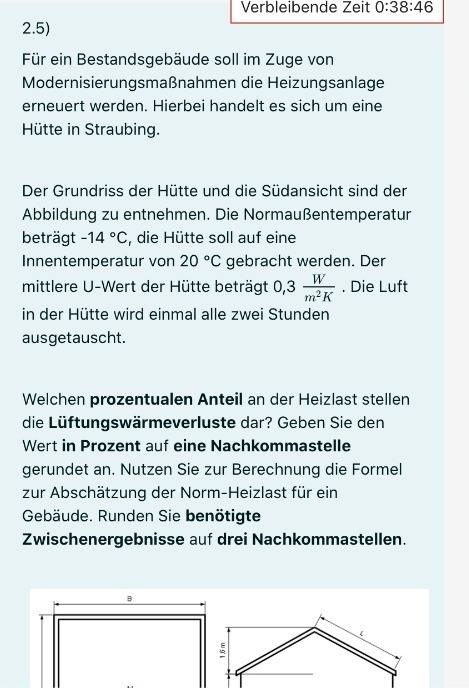 Verbleibende Zeit 0:38:46
2.5)
Für ein Bestandsgebäude soll im Zuge von
Modernisierungsmaßnahmen die Heizungsanlage
erneuert werden. Hierbei handelt es sich um eine
Hütte in Straubing.
Der Grundriss der Hütte und die Südansicht sind der
Abbildung zu entnehmen. Die Normaußentemperatur
beträgt -14 °C, die Hütte soll auf eine
Innentemperatur von 20 °C gebracht werden. Der
mittlere U-Wert der Hütte beträgt 0,3 W/m²K . Die Luft
in der Hütte wird einmal alle zwei Stunden
ausgetauscht.
Welchen prozentualen Anteil an der Heizlast stellen
die Lüftungswärmeverluste dar? Geben Sie den
Wert in Prozent auf eine Nachkommastelle
gerundet an. Nutzen Sie zur Berechnung die Formel
zur Abschätzung der Norm-Heizlast für ein
Gebäude. Runden Sie benötigte
Zwischenergebnisse auf drei Nachkommastellen.
B
L
1,6 m